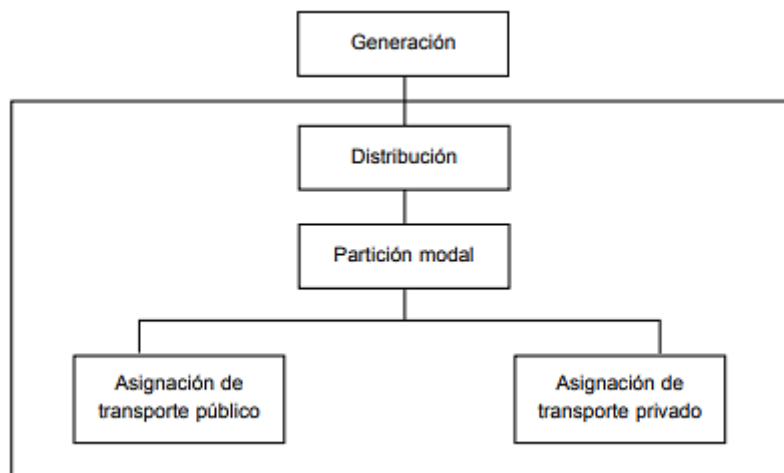 Generación
Distribución
Partición modal
Asignación de
transporte público
Asignación de
transporte privado